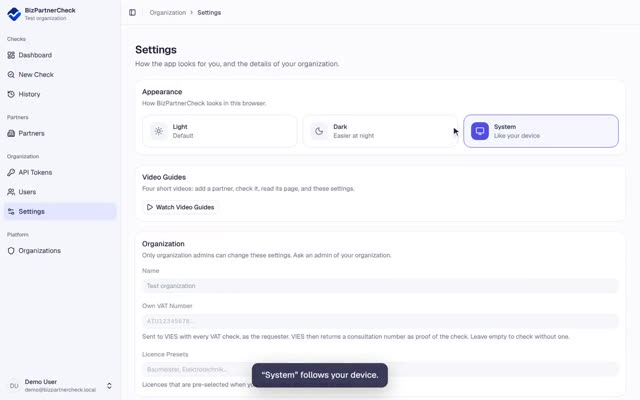 BizPartnerCheck
Test organization
Organization > Settings
Checks
Dashboard
New Check
History
Partners
Partners
Organization
API Tokens
Users
Settings
Platform
Organizations
DU
Demo User
demo@bizpartnercheck.local
Settings
How the app looks for you, and the details of your organization.
Appearance
How BizPartnerCheck looks in this browser.
Light
Default
Dark
Easier at night
System
Like your device
Video Guides
Four short videos: add a partner, check it, read its page, and these settings.
Watch Video Guides
Organization
Only organization admins can change these settings. Ask an admin of your organization.
Name
Test organization
Own VAT Number
ATU12345678…
Sent to VIES with every VAT check, as the requester. VIES then returns a consultation number as proof of the check. Leave empty to check without one.
Licence Presets
Baumeister, Elektrotechnik…
Licences that are pre-selected when
“System” follows your device.